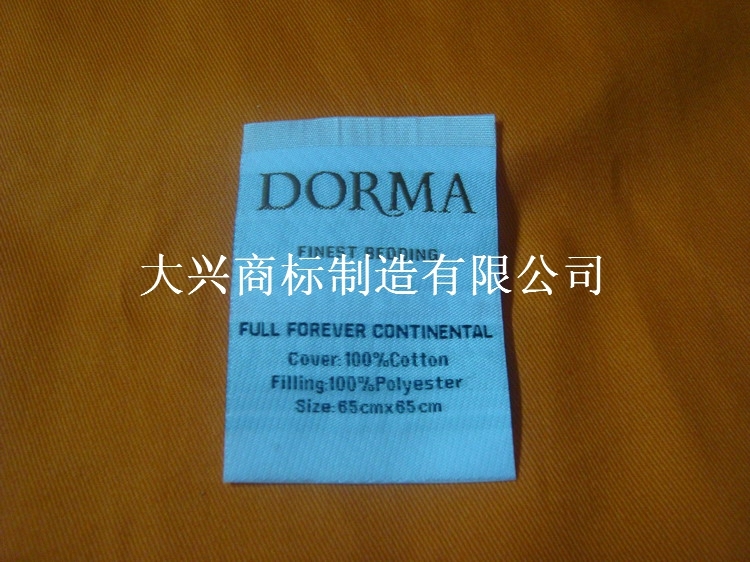 DORMA
FINEST BEDDING
大兴商标制造有限公司
FULL FOREVER CONTINENTAL
Cover:100%Cotton
Filling:100%Polyester
Size:65cmx65cm